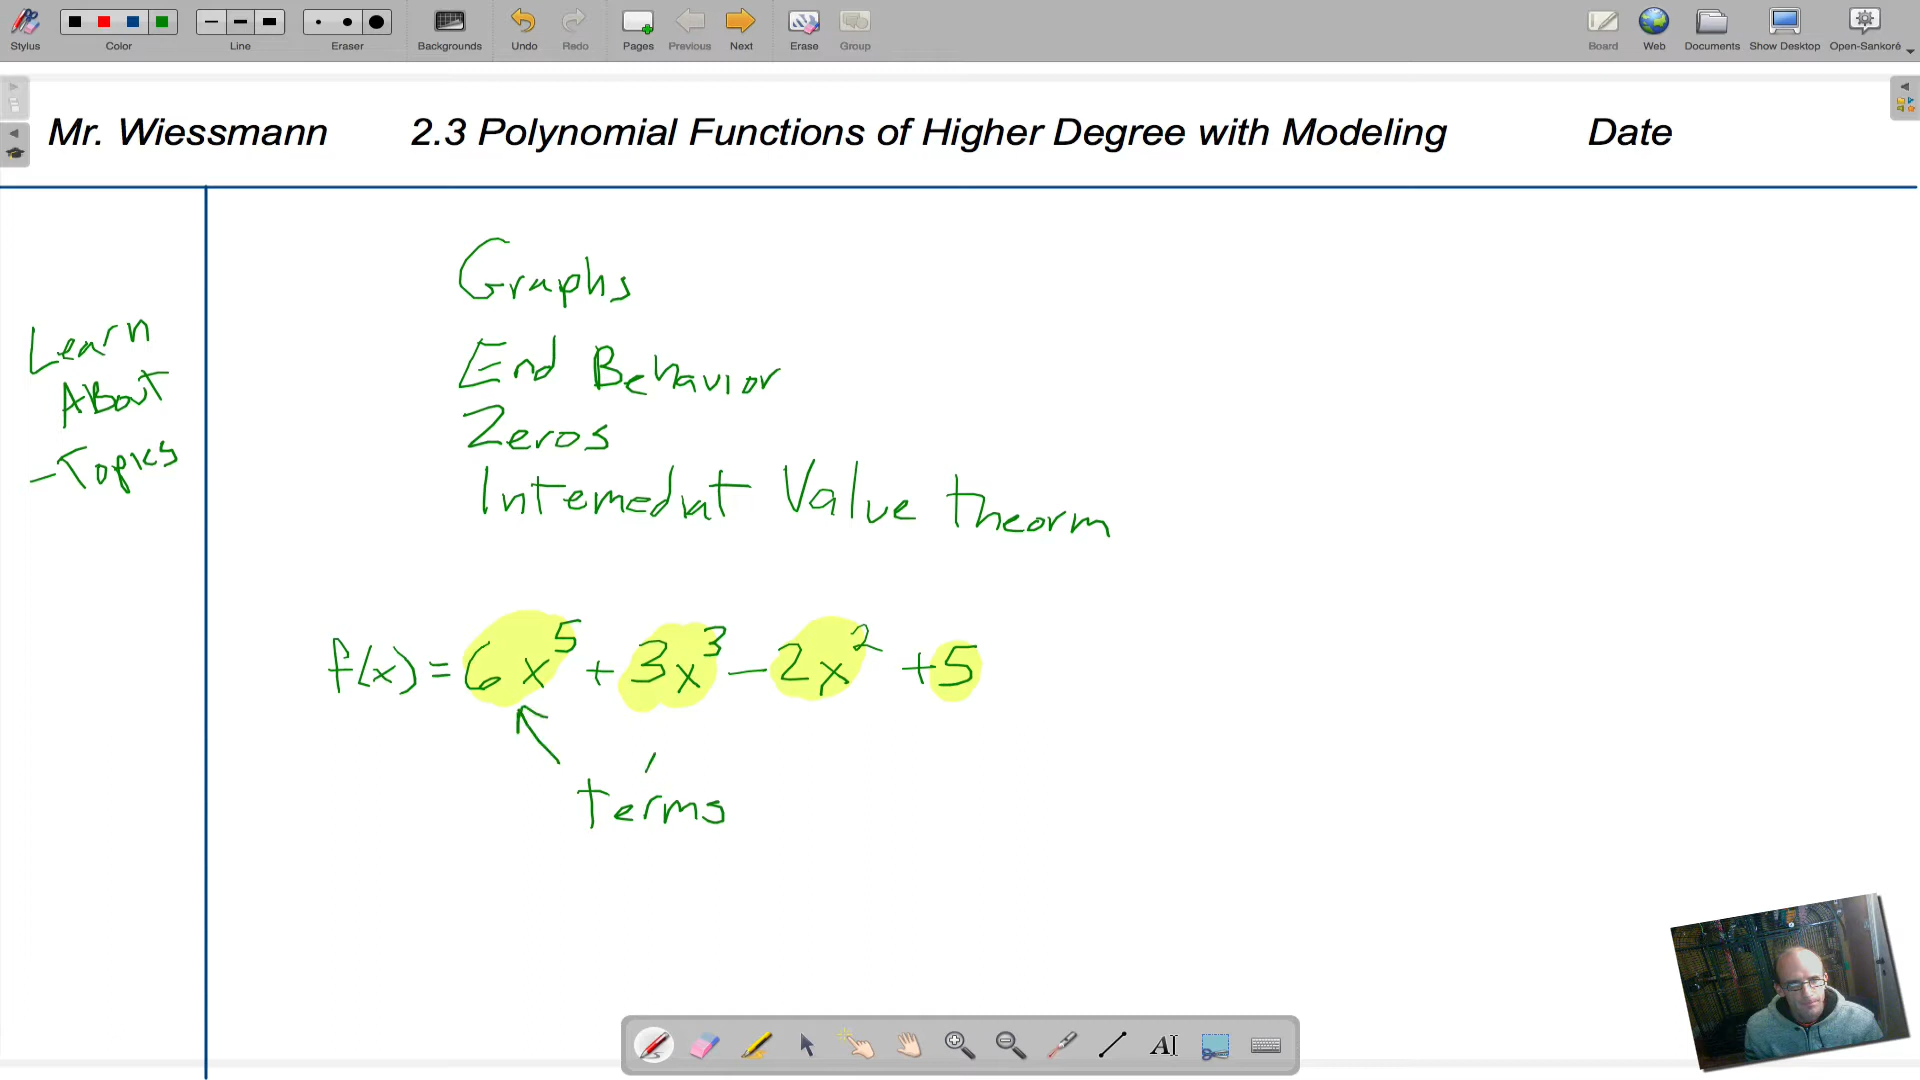 Stylus Color Line Eraser Backgrounds Undo Redo Pages Previous Next Erase Group Board Web Documents Show Desktop Open-Sankoré
Mr. Wiessmann 2.3 Polynomial Functions of Higher Degree with Modeling Date
Learn
About
-Topics
Graphs
End Behavior
Zeros
Intemediat Value theorm
f(x) = 6x⁵ + 3x³ - 2x² + 5
terms